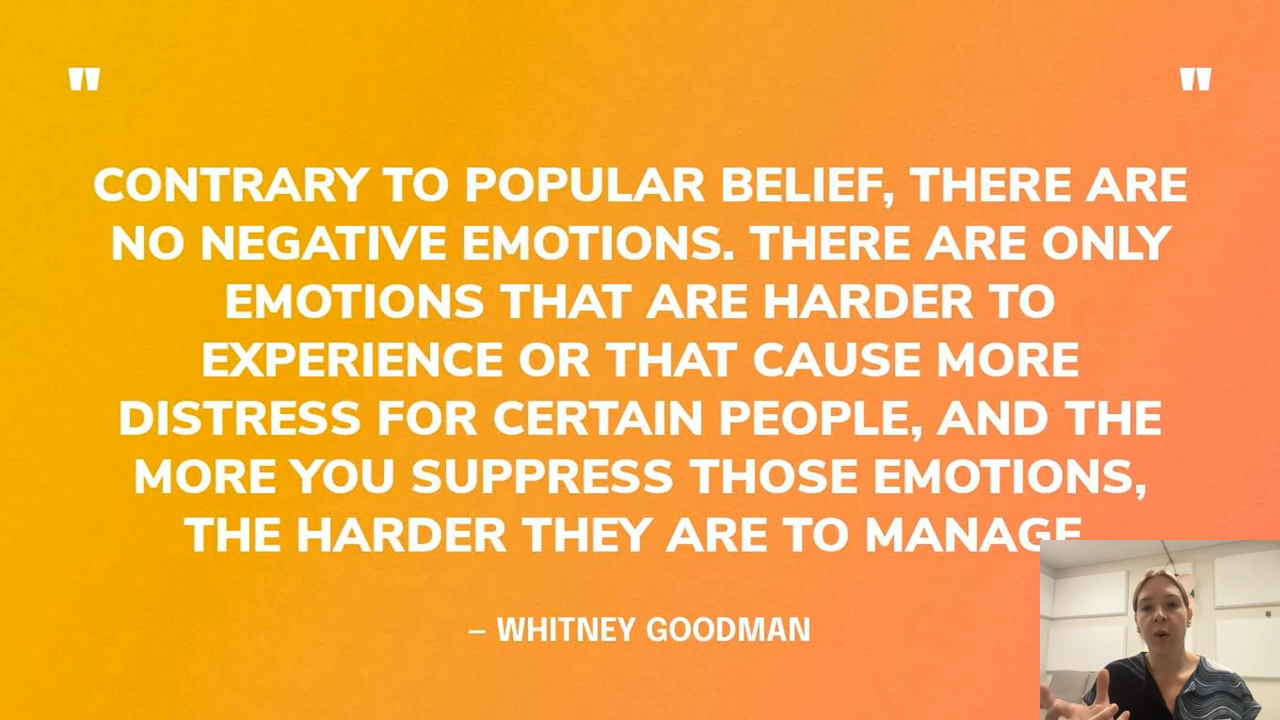 " "
CONTRARY TO POPULAR BELIEF, THERE ARE
NO NEGATIVE EMOTIONS. THERE ARE ONLY
EMOTIONS THAT ARE HARDER TO
EXPERIENCE OR THAT CAUSE MORE
DISTRESS FOR CERTAIN PEOPLE, AND THE
MORE YOU SUPPRESS THOSE EMOTIONS,
THE HARDER THEY ARE TO MANAGE
– WHITNEY GOODMAN